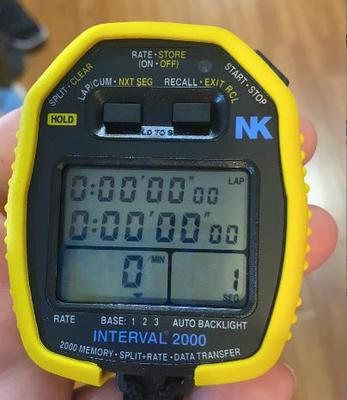 RATE · STORE
(ON · OFF)
SPLIT · CLEAR
LAP/CUM · NXT SEG
RECALL · EXIT RCL
START · STOP
HOLD
NK
LAP
0:00'00"00
0:00'00"00
0 /MIN
1
SEG
RATE BASE: 1 2 3 AUTO BACKLIGHT
INTERVAL® 2000
2000 MEMORY · SPLIT+RATE · DATA TRANSFER